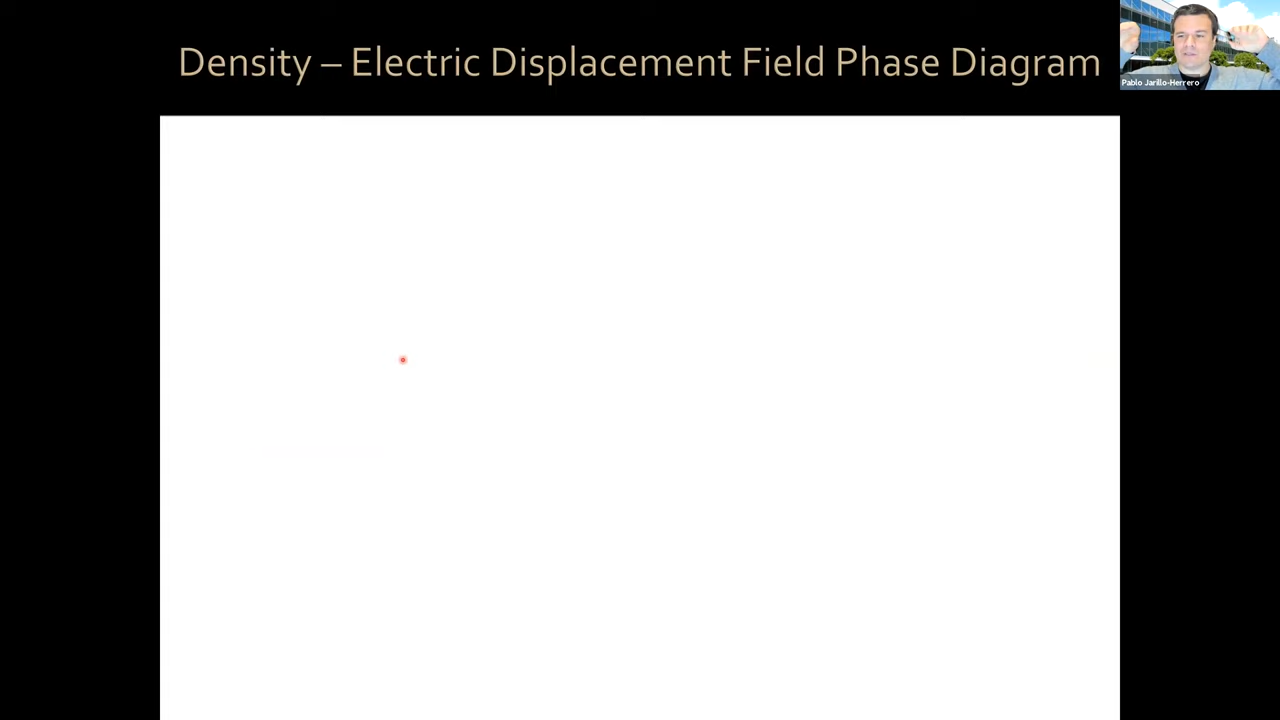 Density – Electric Displacement Field Phase Diagram
Pablo Jarillo-Herrero